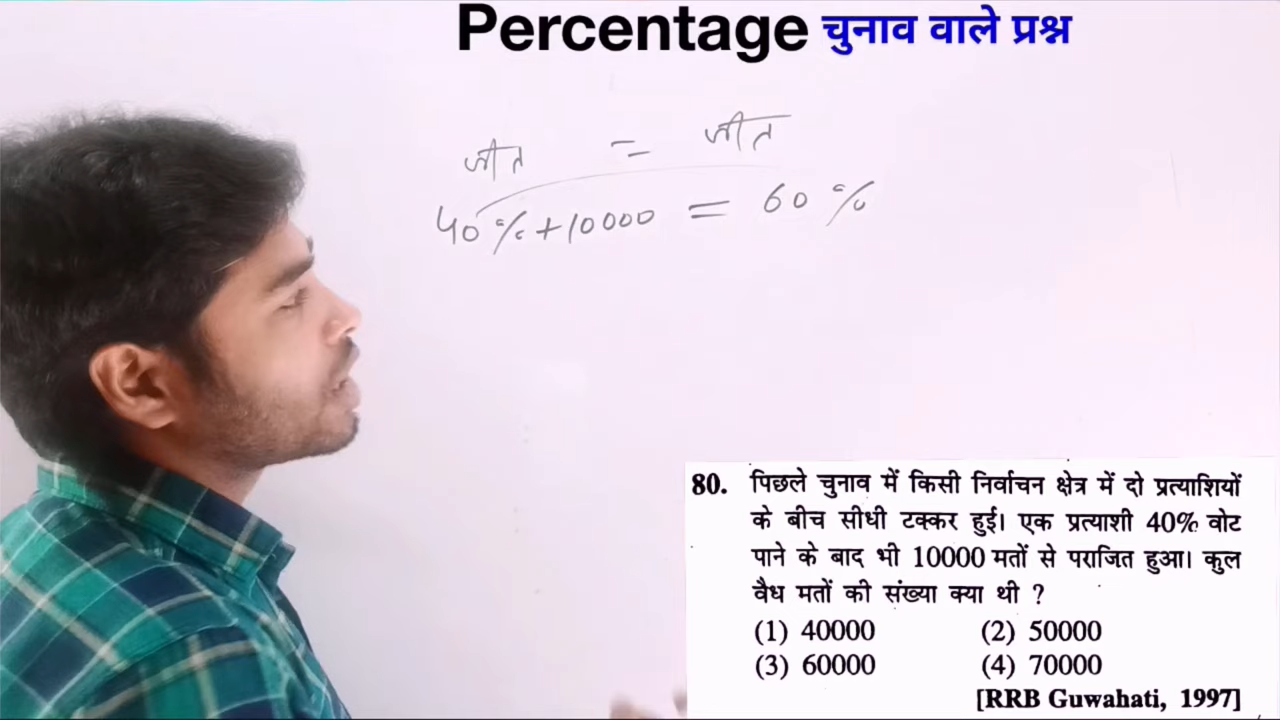 Percentage चुनाव वाले प्रश्न
जीत = जीत
40%+10000 = 60%
80. पिछले चुनाव में किसी निर्वाचन क्षेत्र में दो प्रत्याशियों
के बीच सीधी टक्कर हुई। एक प्रत्याशी 40% वोट
पाने के बाद भी 10000 मतों से पराजित हुआ। कुल
वैध मतों की संख्या क्या थी ?
(1) 40000 (2) 50000
(3) 60000 (4) 70000
[RRB Guwahati, 1997]